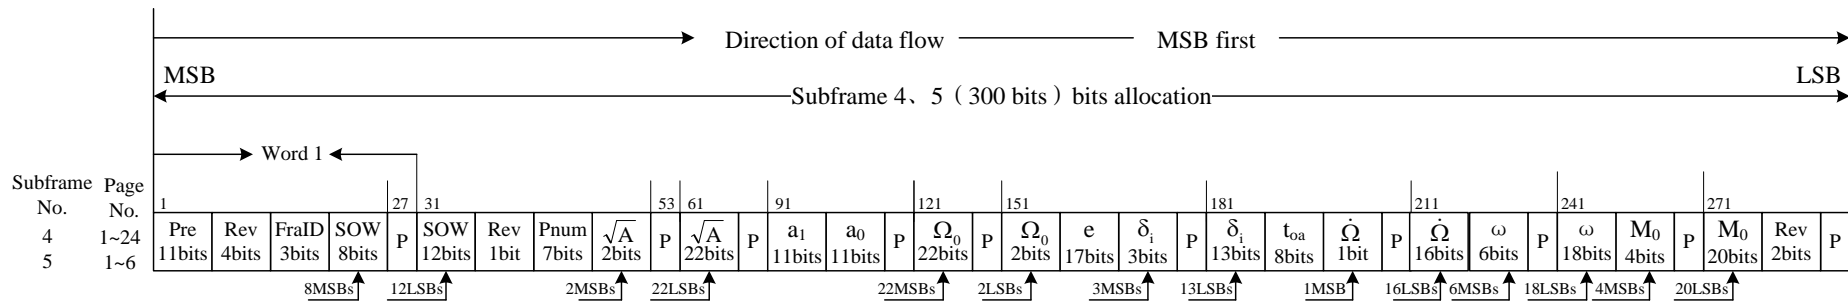 Direction of data flow MSB first
MSB LSB
Subframe 4、5（300 bits）bits allocation
Word 1
Subframe No. Page No.
1 27 31 53 61 91 121 151 181 211 241 271
4 1~24
5 1~6
Pre 11bits
Rev 4bits
FraID 3bits
SOW 8bits
P
SOW 12bits
Rev 1bit
Pnum 7bits
√A 2bits
P
√A 22bits
P
a₁ 11bits
a₀ 11bits
P
Ω₀ 22bits
P
Ω₀ 2bits
e 17bits
δᵢ 3bits
P
δᵢ 13bits
tₒₐ 8bits
Ω̇ 1bit
P
Ω̇ 16bits
ω 6bits
P
ω 18bits
M₀ 4bits
P
M₀ 20bits
Rev 2bits
P
8MSBs 12LSBs 2MSBs 22LSBs 22MSBs 2LSBs 3MSBs 13LSBs 1MSB 16LSBs 6MSBs 18LSBs 4MSBs 20LSBs